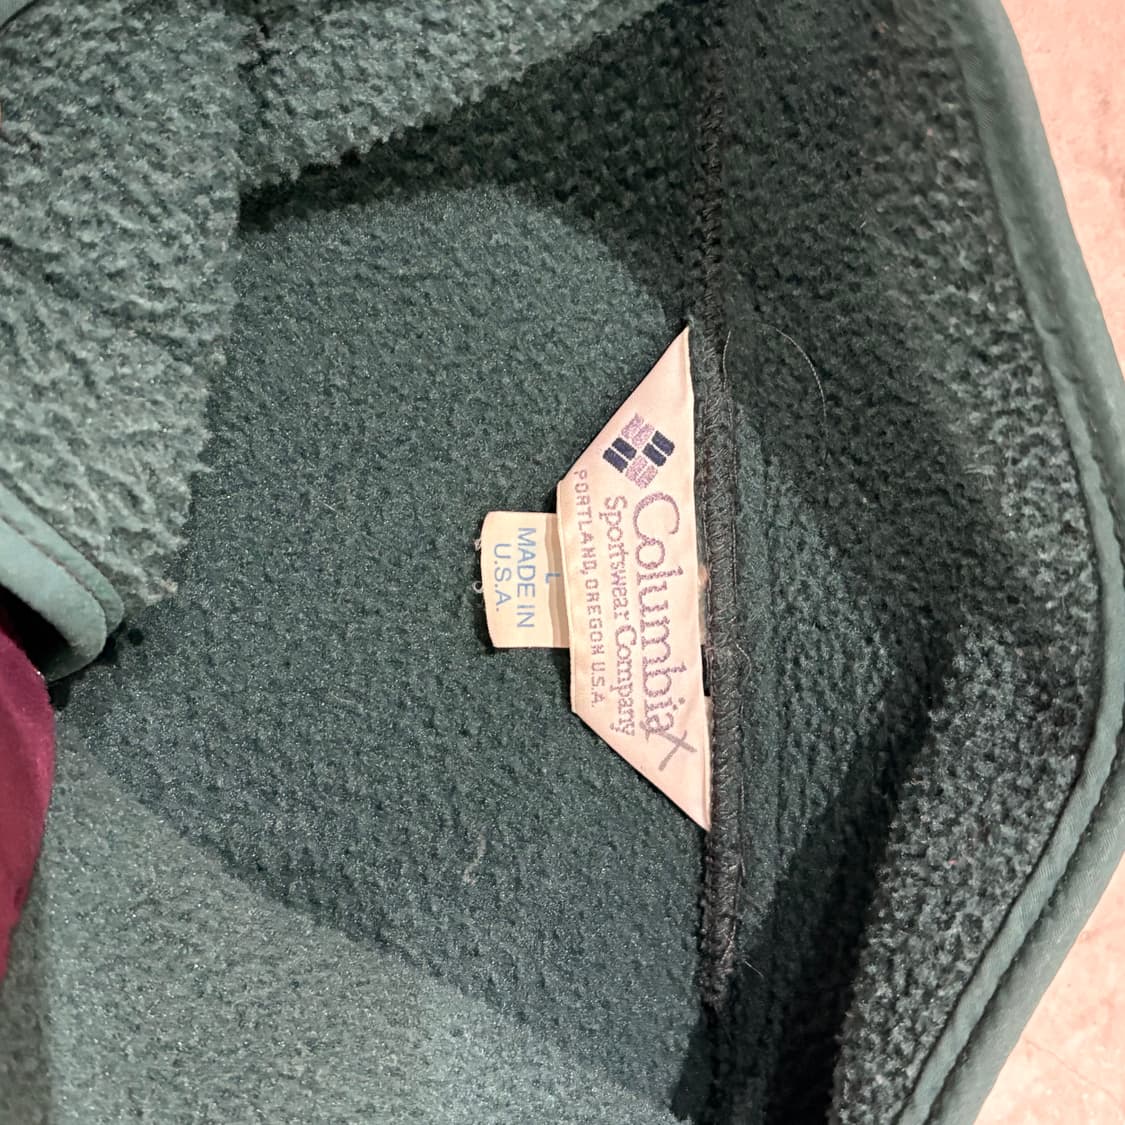 Columbia
Sportswear Company
PORTLAND, OREGON U.S.A.
L
MADE IN
U.S.A.